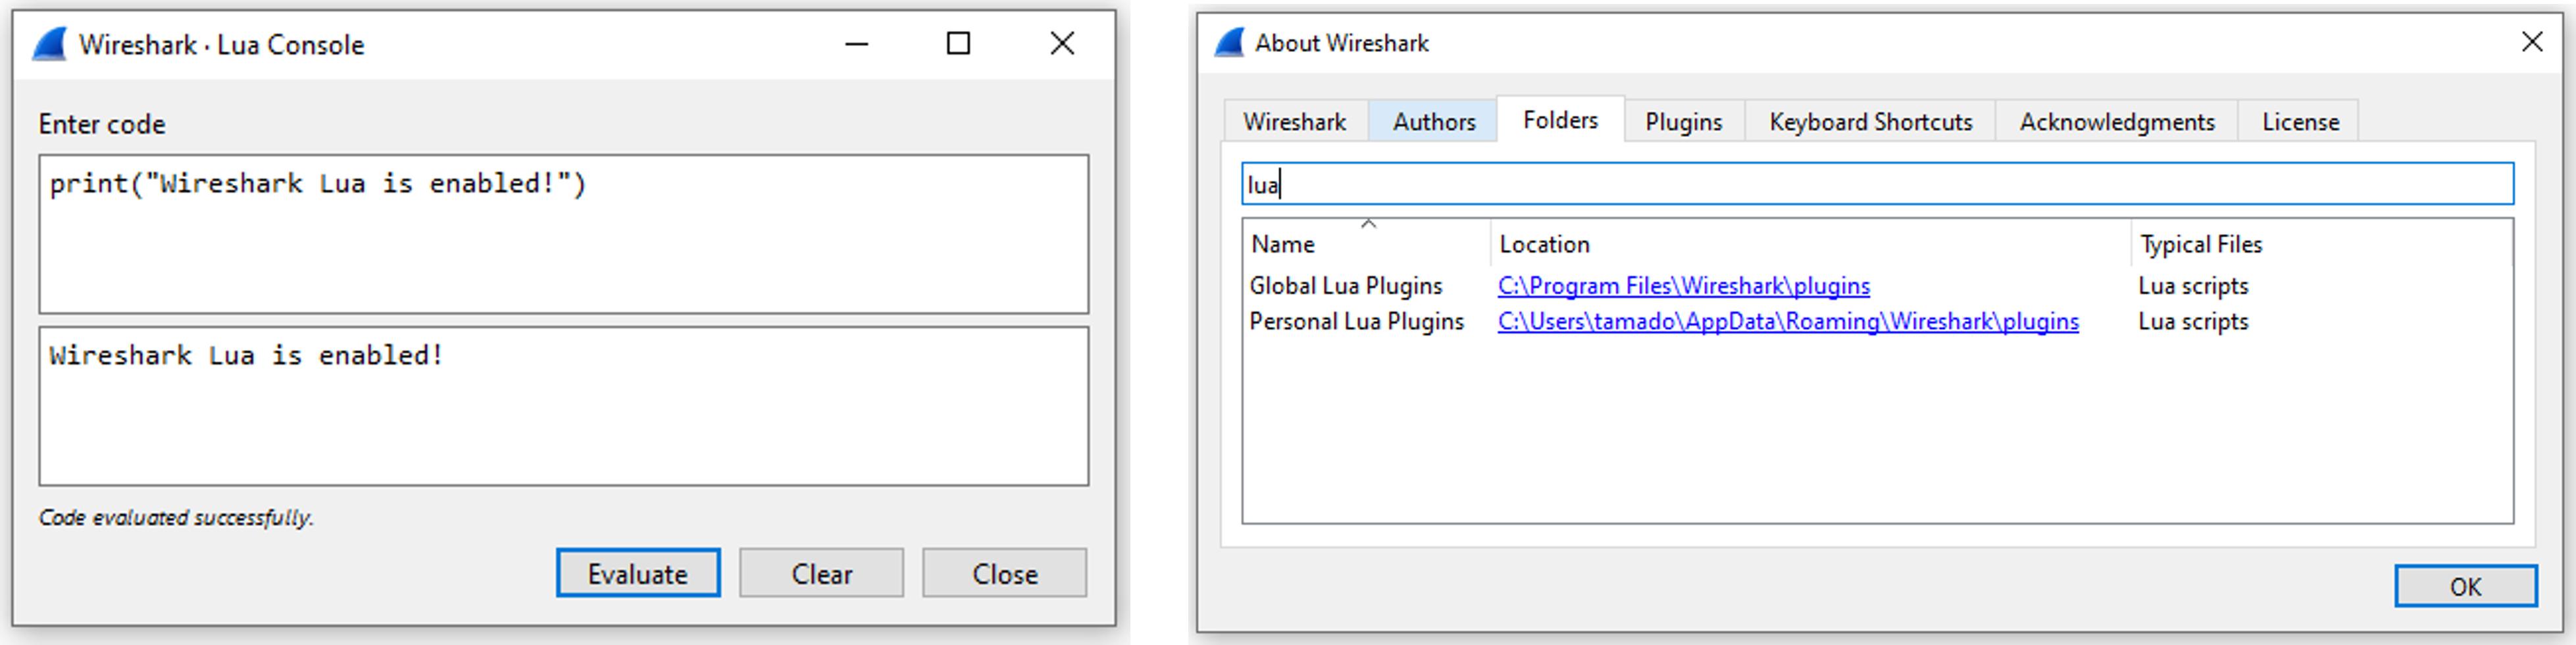 Wireshark · Lua Console
Enter code
print("Wireshark Lua is enabled!")
Wireshark Lua is enabled!
Code evaluated successfully.
Evaluate Clear Close
About Wireshark
Wireshark Authors Folders Plugins Keyboard Shortcuts Acknowledgments License
lua
Name Location Typical Files
Global Lua Plugins C:\Program Files\Wireshark\plugins Lua scripts
Personal Lua Plugins C:\Users\tamado\AppData\Roaming\Wireshark\plugins Lua scripts
OK